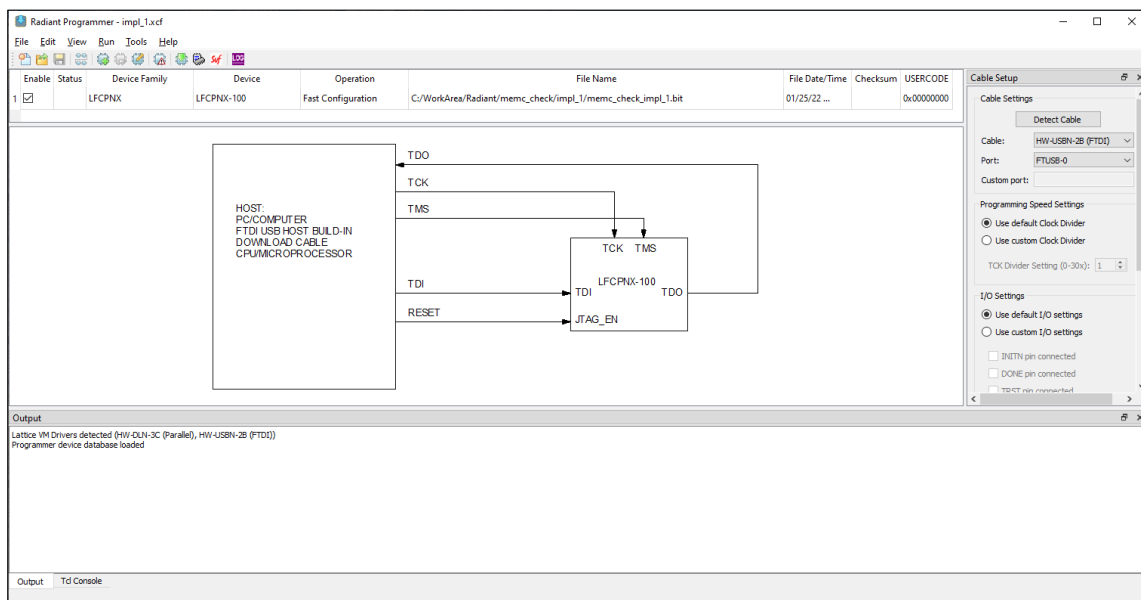 Radiant Programmer - impl_1.xcf
File Edit View Run Tools Help
Svf LOG
Enable Status Device Family Device Operation File Name File Date/Time Checksum USERCODE
1 LFCPNX LFCPNX-100 Fast Configuration C:/WorkArea/Radiant/memc_check/impl_1/memc_check_impl_1.bit 01/25/22 ... 0x00000000
TDO
TCK
TMS
HOST:
PC/COMPUTER
FTDI USB HOST BUILD-IN
DOWNLOAD CABLE
CPU/MICROPROCESSOR
TCK TMS
LFCPNX-100
TDI
TDI TDO
RESET
JTAG_EN
Cable Setup
Cable Settings
Detect Cable
Cable: HW-USBN-2B (FTDI)
Port: FTUSB-0
Custom port:
Programming Speed Settings
Use default Clock Divider
Use custom Clock Divider
TCK Divider Setting (0-30x): 1
I/O Settings
Use default I/O settings
Use custom I/O settings
INITN pin connected
DONE pin connected
TRST pin connected
Output
Lattice VM Drivers detected (HW-DLN-3C (Parallel), HW-USBN-2B (FTDI))
Programmer device database loaded
Output Tcl Console